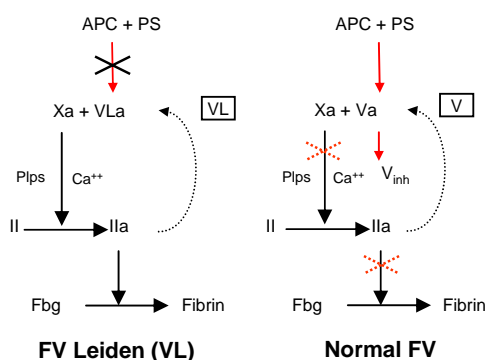 APC + PS
VL
Xa + VLa
Plps Ca++
II IIa
Fbg Fibrin
FV Leiden (VL)
APC + PS
V
Xa + Va
Plps Ca++ Vinh
II IIa
Fbg Fibrin
Normal FV